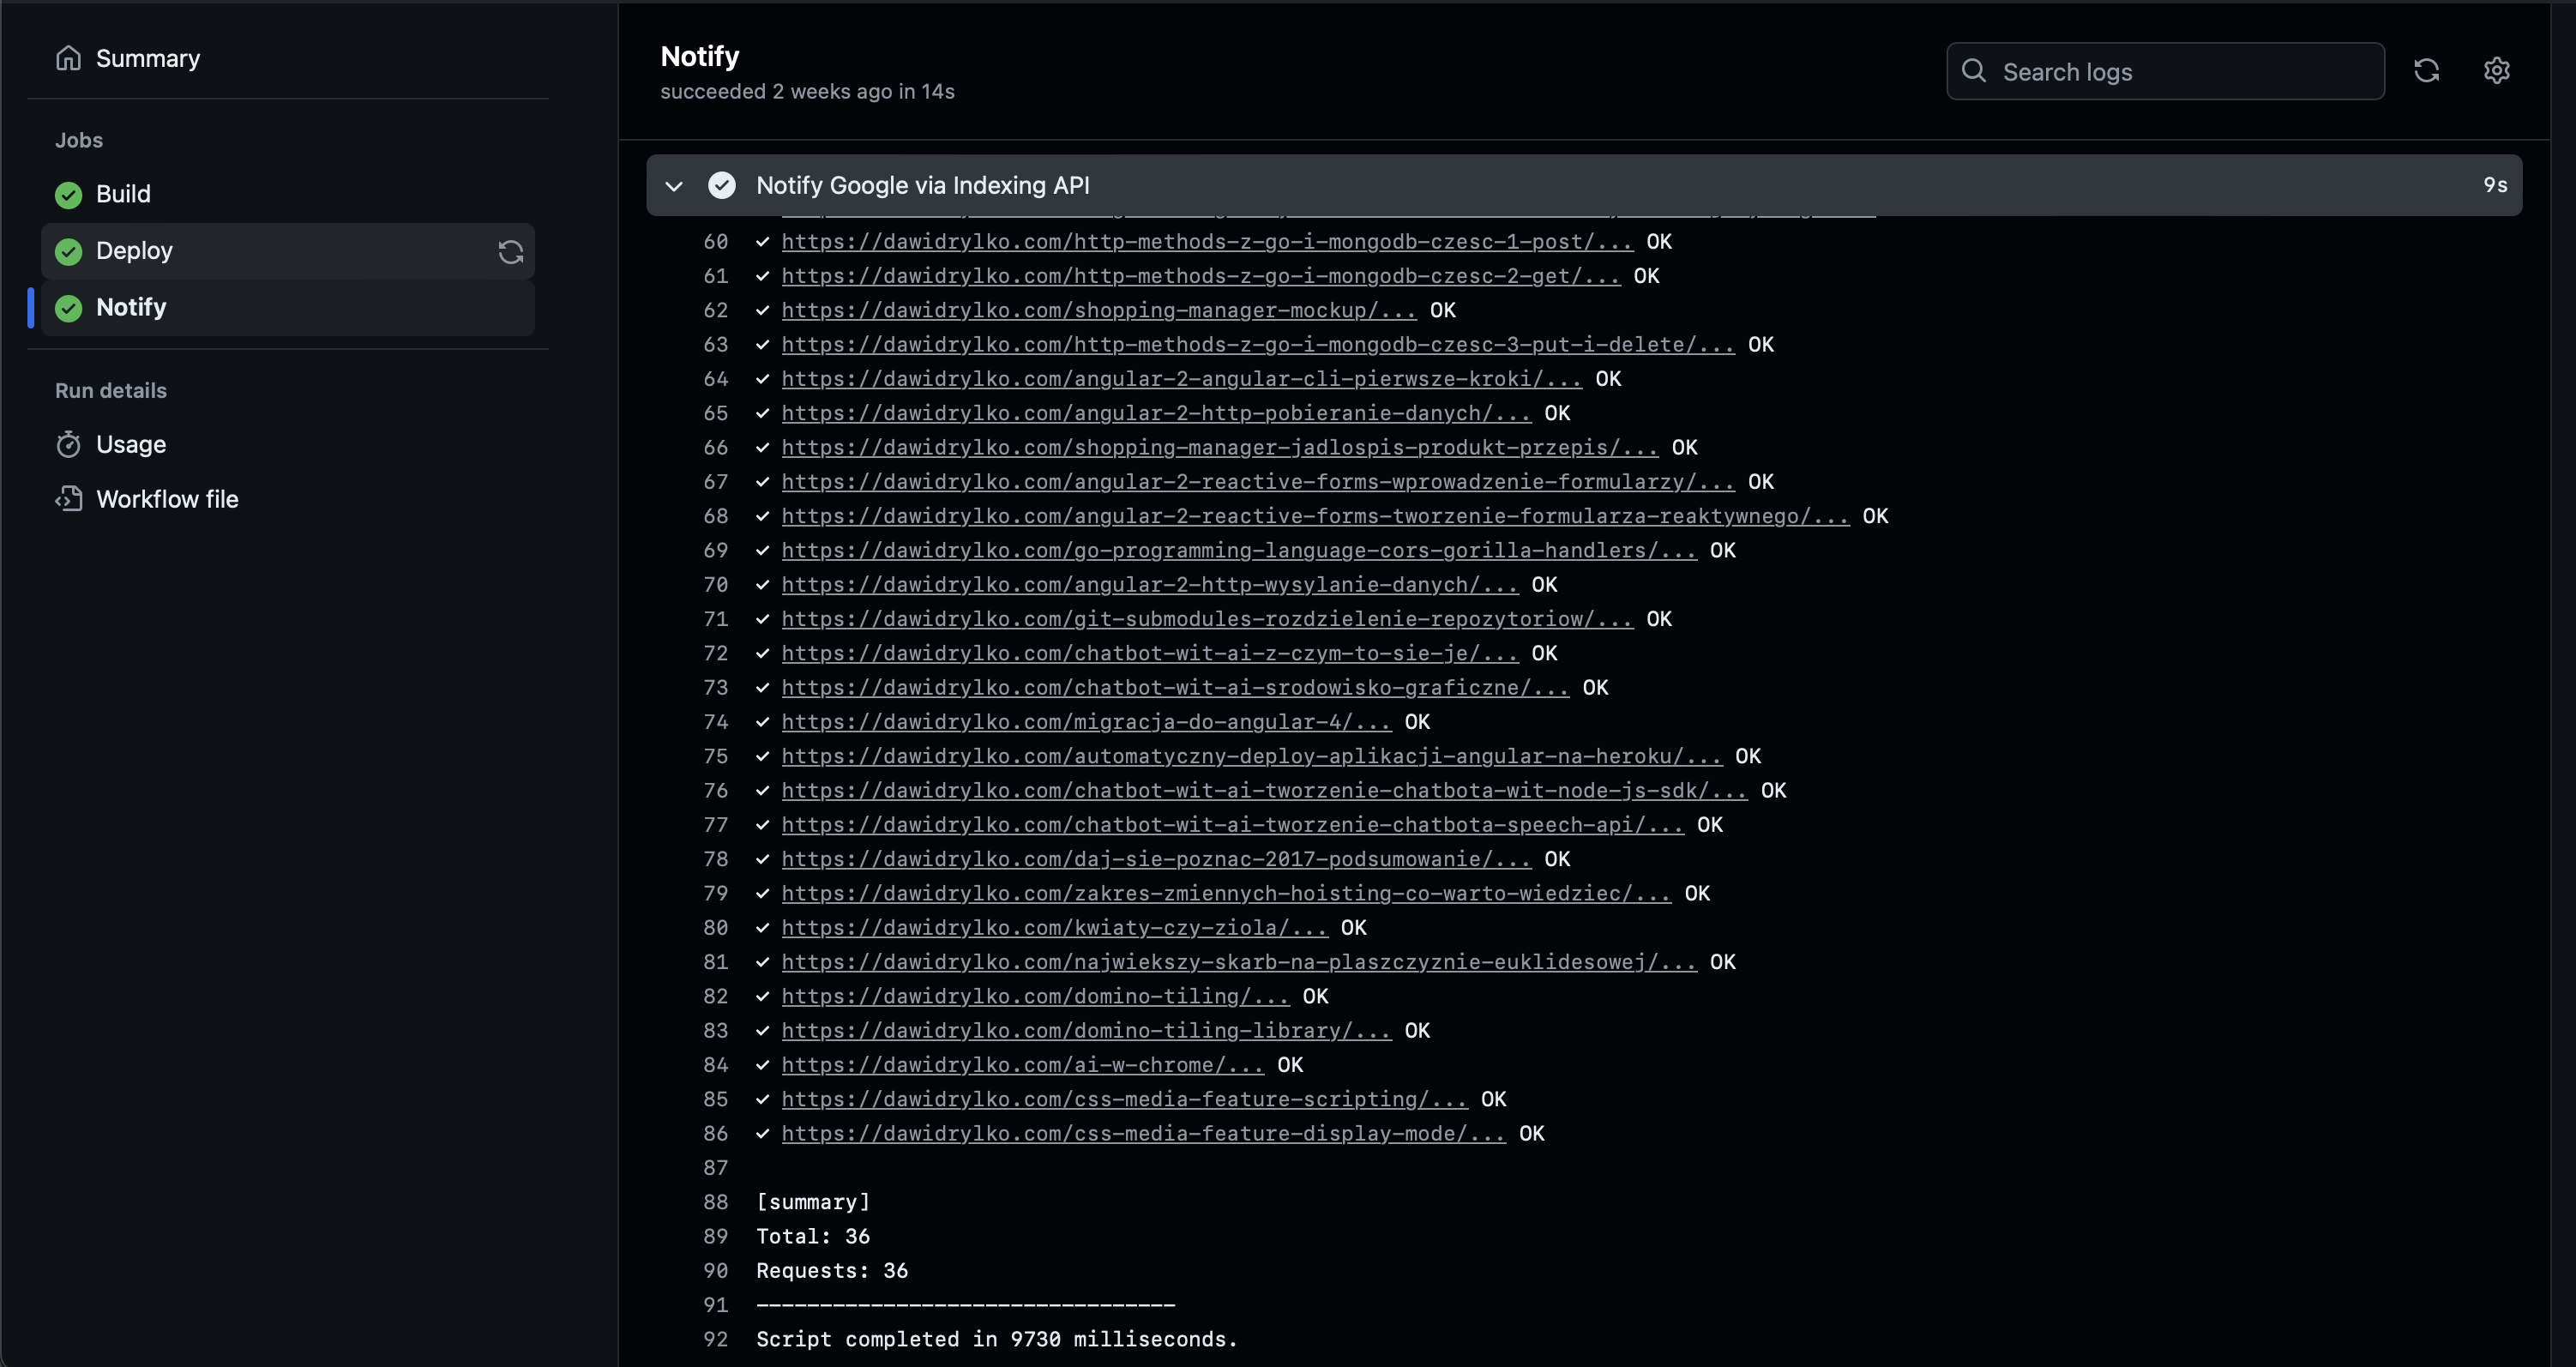 Summary
Jobs
Build
Deploy
Notify
Run details
Usage
Workflow file
Notify
succeeded 2 weeks ago in 14s
Search logs
Notify Google via Indexing API 9s
60 ✓ https://dawidrylko.com/http-methods-z-go-i-mongodb-czesc-1-post/... OK
61 ✓ https://dawidrylko.com/http-methods-z-go-i-mongodb-czesc-2-get/... OK
62 ✓ https://dawidrylko.com/shopping-manager-mockup/... OK
63 ✓ https://dawidrylko.com/http-methods-z-go-i-mongodb-czesc-3-put-i-delete/... OK
64 ✓ https://dawidrylko.com/angular-2-angular-cli-pierwsze-kroki/... OK
65 ✓ https://dawidrylko.com/angular-2-http-pobieranie-danych/... OK
66 ✓ https://dawidrylko.com/shopping-manager-jadlospis-produkt-przepis/... OK
67 ✓ https://dawidrylko.com/angular-2-reactive-forms-wprowadzenie-formularzy/... OK
68 ✓ https://dawidrylko.com/angular-2-reactive-forms-tworzenie-formularza-reaktywnego/... OK
69 ✓ https://dawidrylko.com/go-programming-language-cors-gorilla-handlers/... OK
70 ✓ https://dawidrylko.com/angular-2-http-wysylanie-danych/... OK
71 ✓ https://dawidrylko.com/git-submodules-rozdzielenie-repozytoriow/... OK
72 ✓ https://dawidrylko.com/chatbot-wit-ai-z-czym-to-sie-je/... OK
73 ✓ https://dawidrylko.com/chatbot-wit-ai-srodowisko-graficzne/... OK
74 ✓ https://dawidrylko.com/migracja-do-angular-4/... OK
75 ✓ https://dawidrylko.com/automatyczny-deploy-aplikacji-angular-na-heroku/... OK
76 ✓ https://dawidrylko.com/chatbot-wit-ai-tworzenie-chatbota-wit-node-js-sdk/... OK
77 ✓ https://dawidrylko.com/chatbot-wit-ai-tworzenie-chatbota-speech-api/... OK
78 ✓ https://dawidrylko.com/daj-sie-poznac-2017-podsumowanie/... OK
79 ✓ https://dawidrylko.com/zakres-zmiennych-hoisting-co-warto-wiedziec/... OK
80 ✓ https://dawidrylko.com/kwiaty-czy-ziola/... OK
81 ✓ https://dawidrylko.com/najwiekszy-skarb-na-plaszczyznie-euklidesowej/... OK
82 ✓ https://dawidrylko.com/domino-tiling/... OK
83 ✓ https://dawidrylko.com/domino-tiling-library/... OK
84 ✓ https://dawidrylko.com/ai-w-chrome/... OK
85 ✓ https://dawidrylko.com/css-media-feature-scripting/... OK
86 ✓ https://dawidrylko.com/css-media-feature-display-mode/... OK
87
88 [summary]
89 Total: 36
90 Requests: 36
91 ---------------------------------
92 Script completed in 9730 milliseconds.